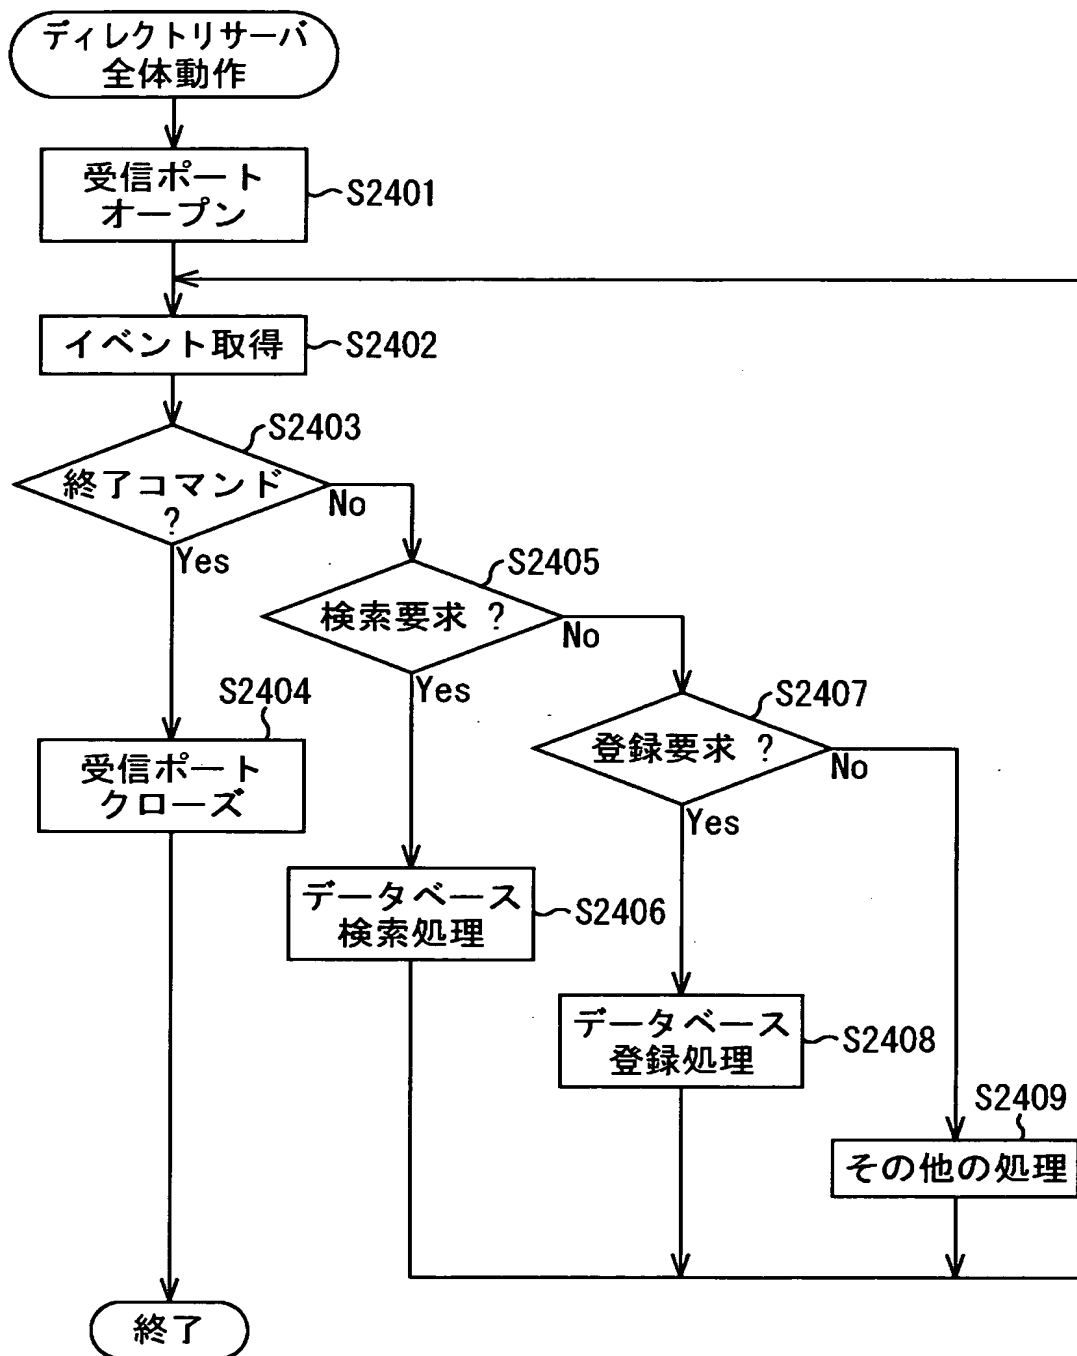 ディレクトリサーバ
全体動作
受信ポート
オープン
S2401
イベント取得
S2402
S2403
終了コマンド
?
No
Yes
S2405
検索要求 ?
No
Yes
S2404
受信ポート
クローズ
S2407
登録要求 ?
No
Yes
データベース
検索処理
S2406
データベース
登録処理
S2408
S2409
その他の処理
終了